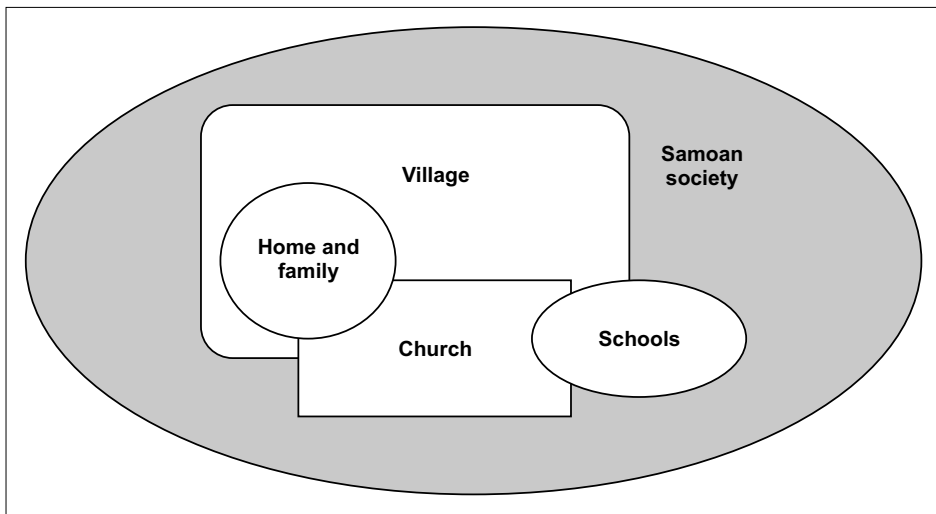 Village
Samoan
society
Home and
family
Church
Schools